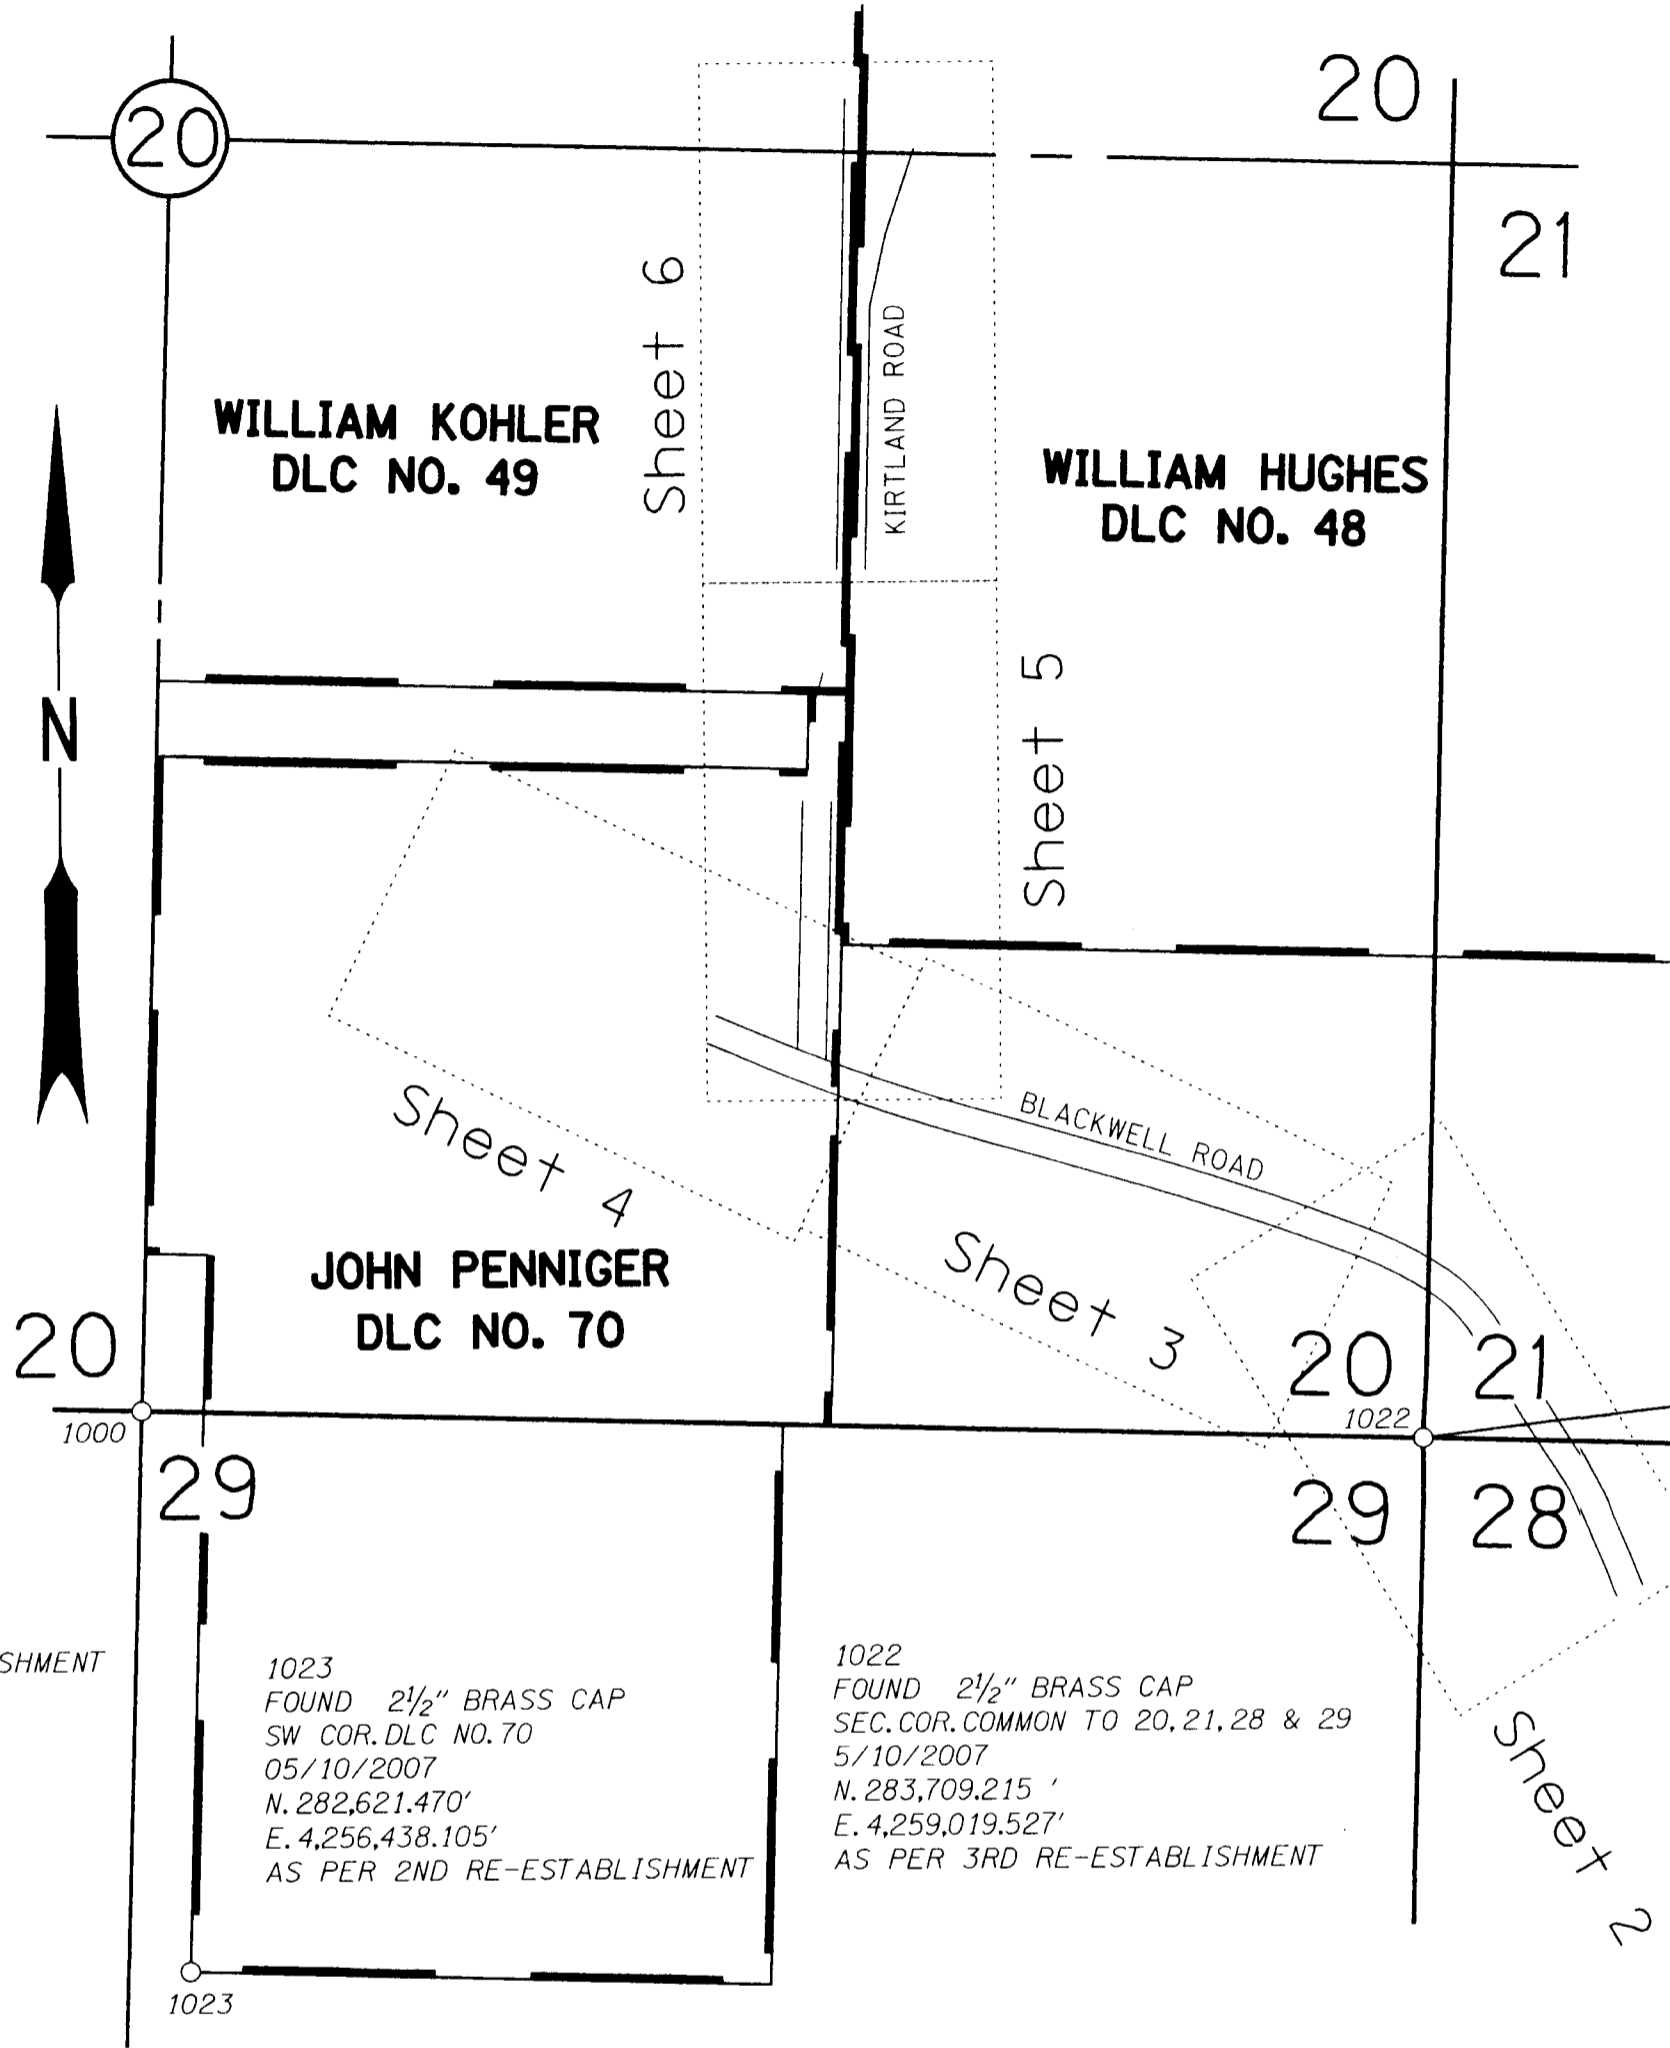 20
20
21
Sheet 6
KIRTLAND ROAD
WILLIAM KOHLER
DLC NO. 49
WILLIAM HUGHES
DLC NO. 48
N
Sheet 5
Sheet 4
BLACKWELL ROAD
Sheet 3
JOHN PENNIGER
DLC NO. 70
20
20 21
1000
1022
29
29 28
SHMENT
1023
FOUND 2½" BRASS CAP
SW COR. DLC NO. 70
05/10/2007
N. 282,621.470'
E. 4,256,438.105'
AS PER 2ND RE-ESTABLISHMENT
1022
FOUND 2½" BRASS CAP
SEC. COR. COMMON TO 20, 21, 28 & 29
5/10/2007
N. 283,709.215 '
E. 4,259,019.527'
AS PER 3RD RE-ESTABLISHMENT
Sheet 2
1023